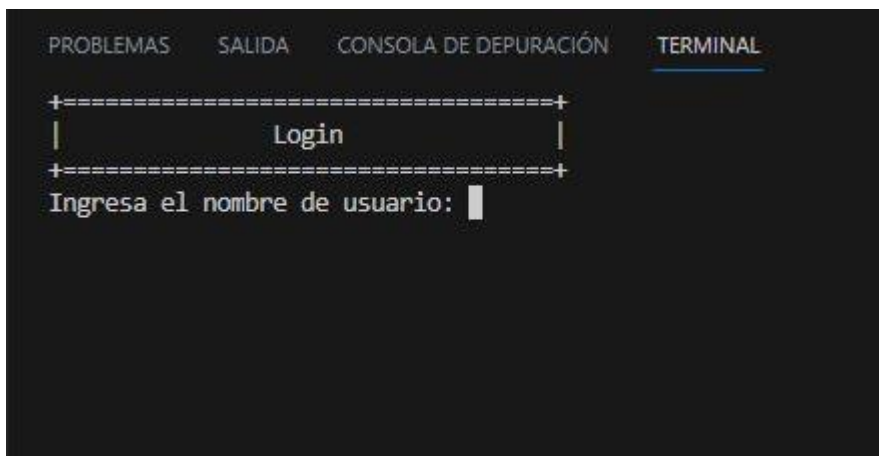 PROBLEMAS SALIDA CONSOLA DE DEPURACIÓN TERMINAL
+===================================+
| Login |
+===================================+
Ingresa el nombre de usuario: